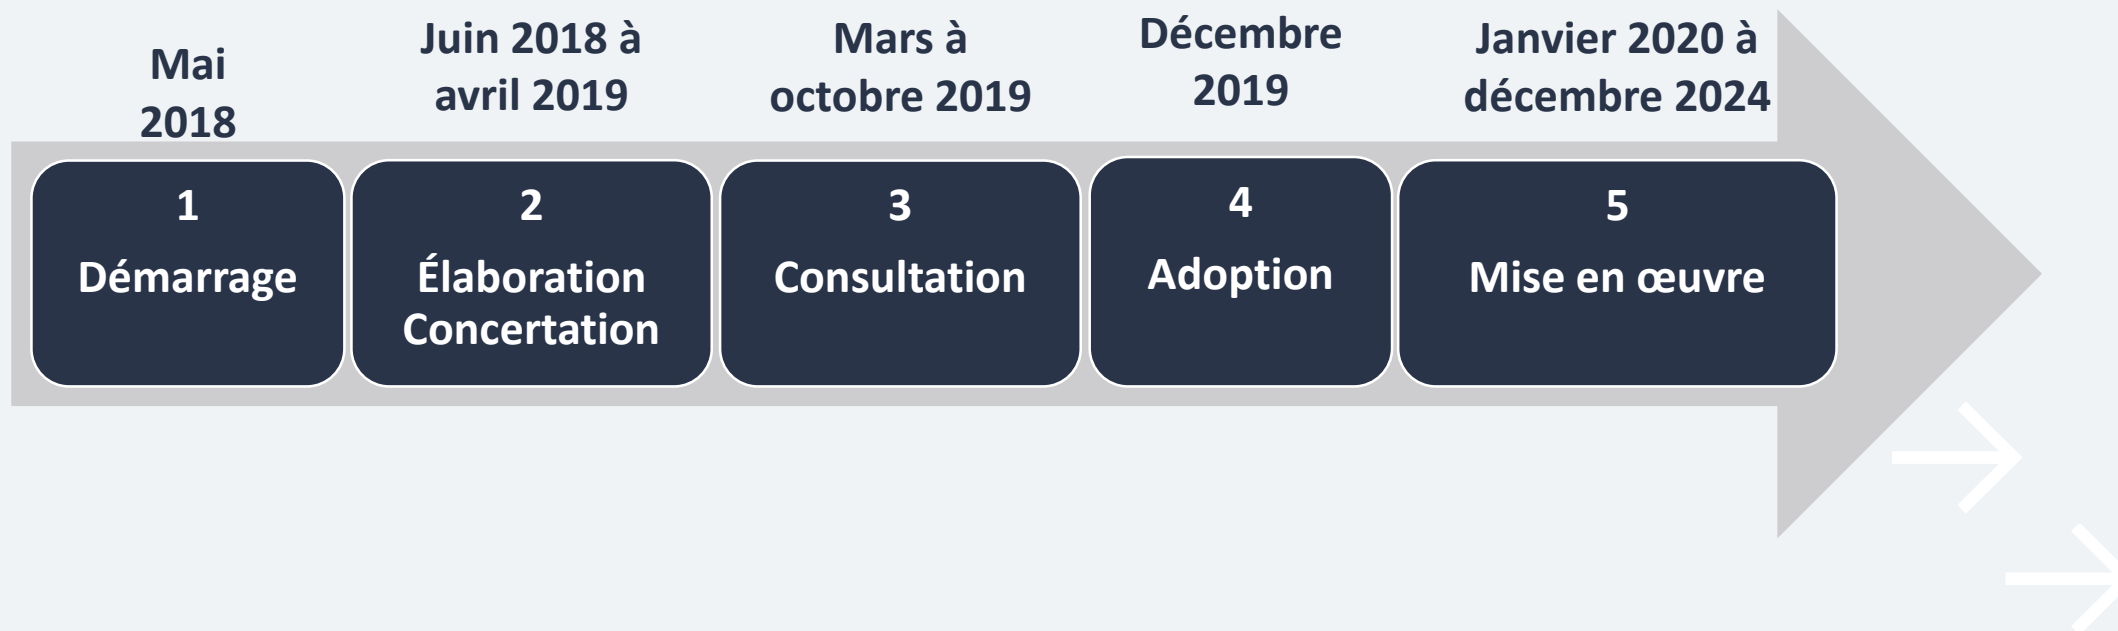 Mai
2018
Juin 2018 à
avril 2019
Mars à
octobre 2019
Décembre
2019
Janvier 2020 à
décembre 2024
1
Démarrage
2
Élaboration
Concertation
3
Consultation
4
Adoption
5
Mise en œuvre